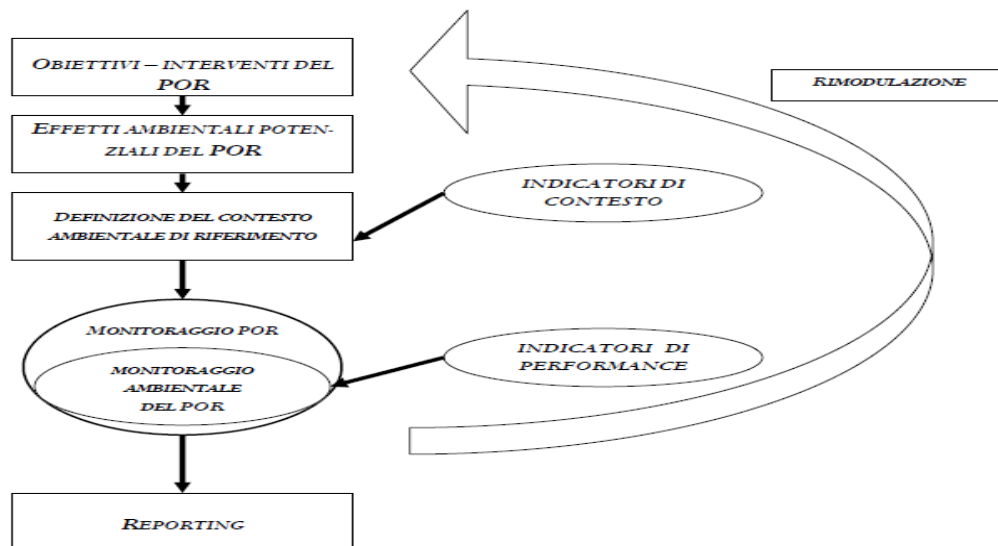 OBIETTIVI – INTERVENTI DEL
POR
EFFETTI AMBIENTALI POTEN-
ZIALI DEL POR
DEFINIZIONE DEL CONTESTO
AMBIENTALE DI RIFERIMENTO
MONITORAGGIO POR
MONITORAGGIO
AMBIENTALE
DEL POR
REPORTING
INDICATORI DI
CONTESTO
INDICATORI DI
PERFORMANCE
RIMODULAZIONE